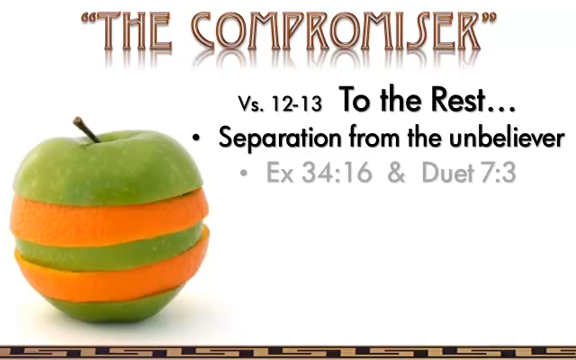 “THE COMPROMISER”
Vs. 12-13 To the Rest…
• Separation from the unbeliever
• Ex 34:16 & Duet 7:3